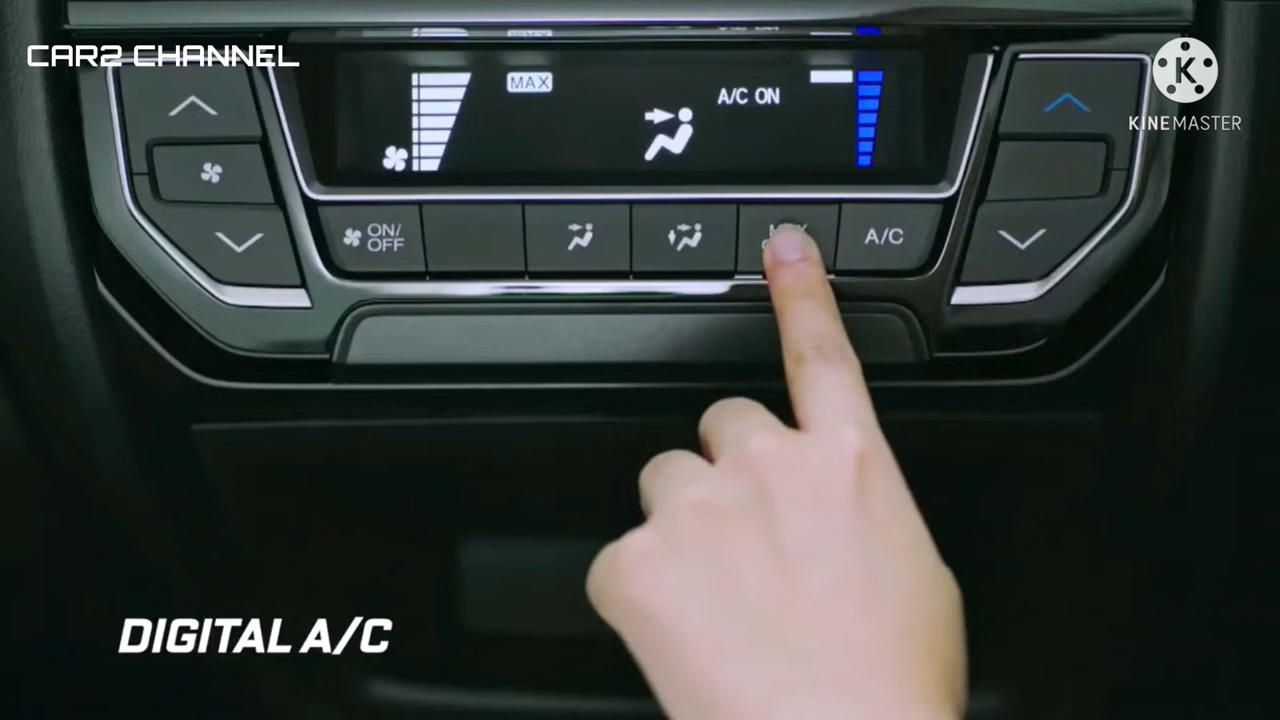 CAR2 CHANNEL
K
KINEMASTER
MAX
A/C ON
ON/
OFF
A/C
DIGITAL A/C